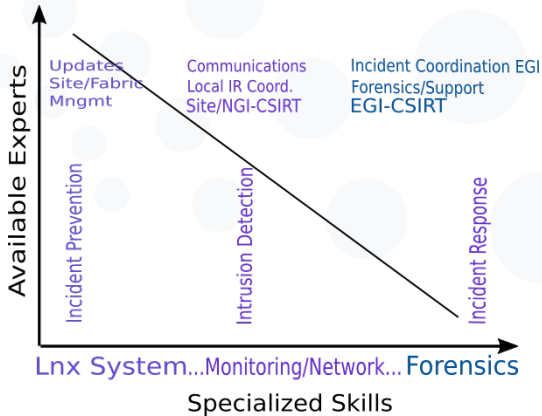 Updates
Site/Fabric
Mngmt
Communications
Local IR Coord.
Site/NGI-CSIRT
Incident Coordination EGI
Forensics/Support
EGI-CSIRT
Available Experts
Incident Prevention
Intrusion Detection
Incident Response
Lnx System...Monitoring/Network... Forensics
Specialized Skills